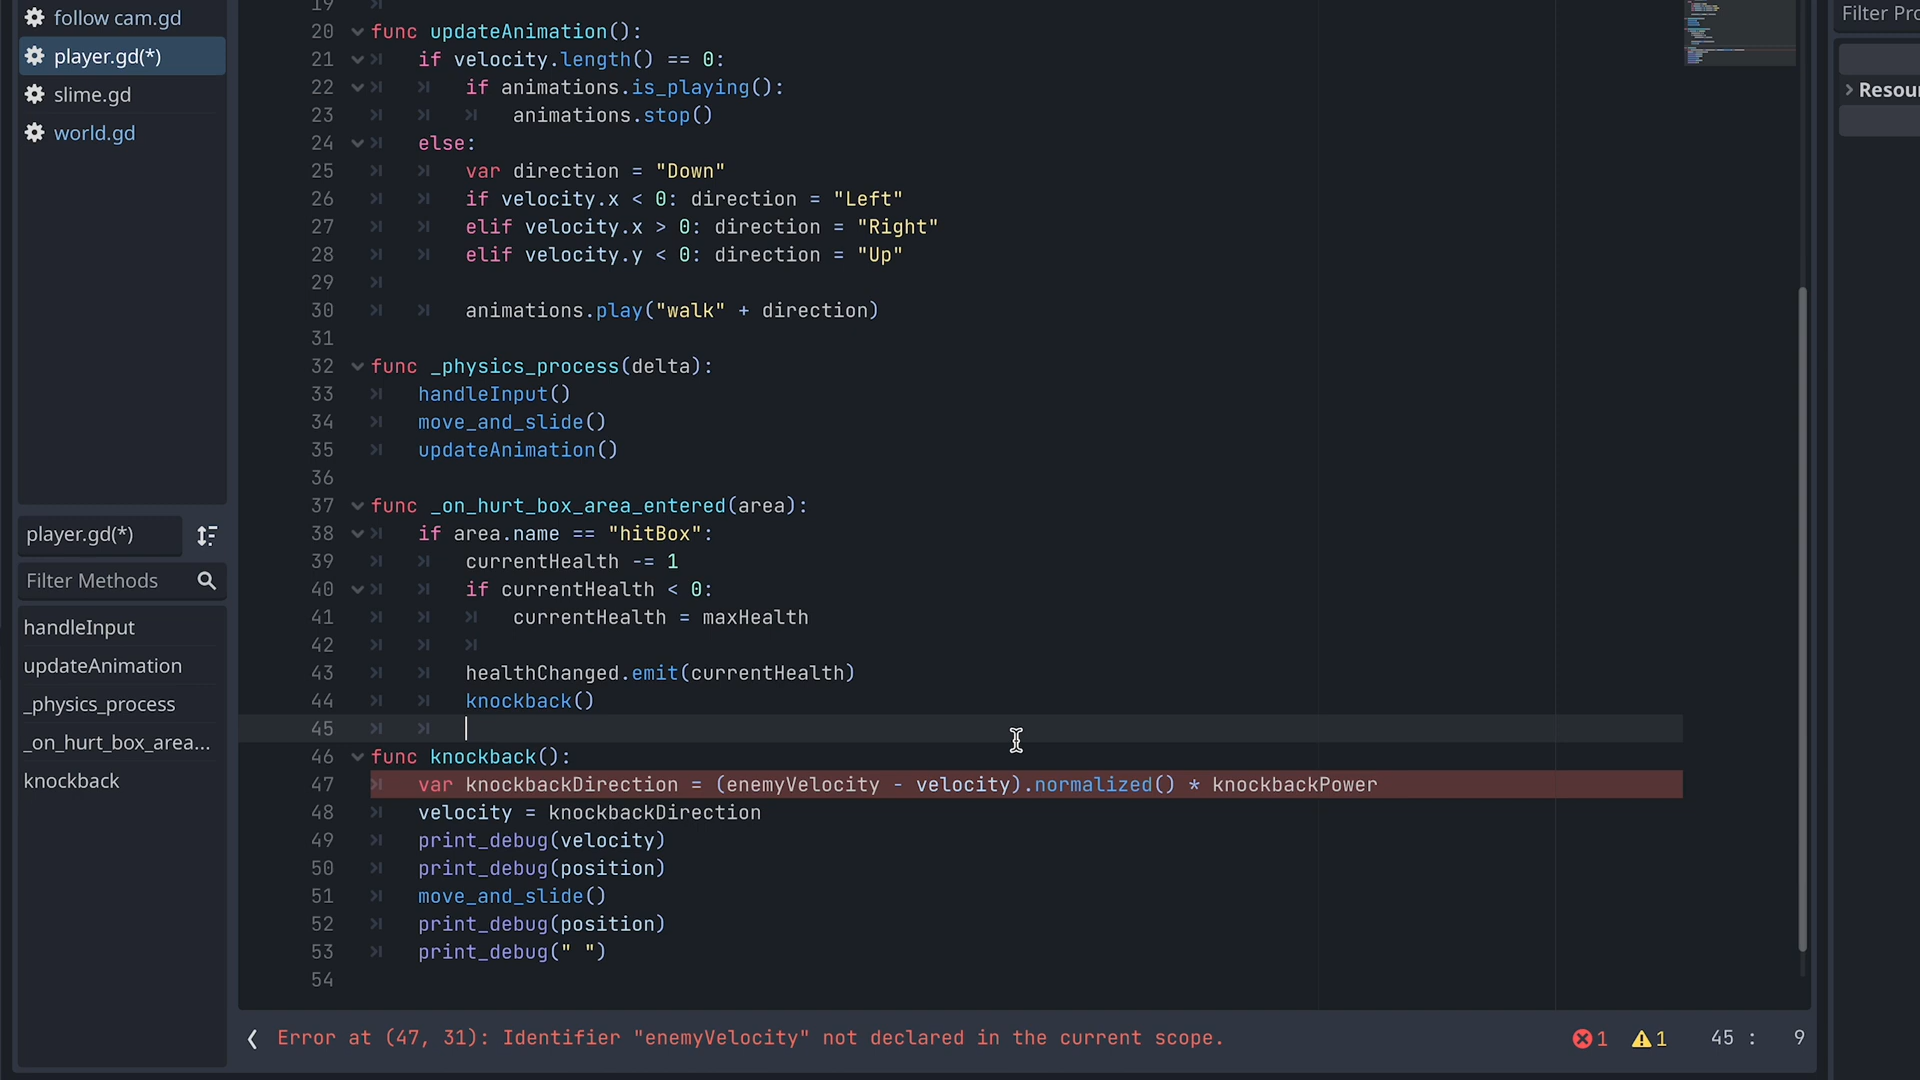 follow cam.gd
player.gd(*)
slime.gd
world.gd
player.gd(*)
Filter Methods
handleInput
updateAnimation
_physics_process
_on_hurt_box_area...
knockback
19
20 func updateAnimation():
21 if velocity.length() == 0:
22 if animations.is_playing():
23 animations.stop()
24 else:
25 var direction = "Down"
26 if velocity.x < 0: direction = "Left"
27 elif velocity.x > 0: direction = "Right"
28 elif velocity.y < 0: direction = "Up"
29
30 animations.play("walk" + direction)
31
32 func _physics_process(delta):
33 handleInput()
34 move_and_slide()
35 updateAnimation()
36
37 func _on_hurt_box_area_entered(area):
38 if area.name == "hitBox":
39 currentHealth -= 1
40 if currentHealth < 0:
41 currentHealth = maxHealth
42
43 healthChanged.emit(currentHealth)
44 knockback()
45
46 func knockback():
47 var knockbackDirection = (enemyVelocity - velocity).normalized() * knockbackPower
48 velocity = knockbackDirection
49 print_debug(velocity)
50 print_debug(position)
51 move_and_slide()
52 print_debug(position)
53 print_debug(" ")
54
Error at (47, 31): Identifier "enemyVelocity" not declared in the current scope.
1 1 45 : 9
Filter Pro
Resour